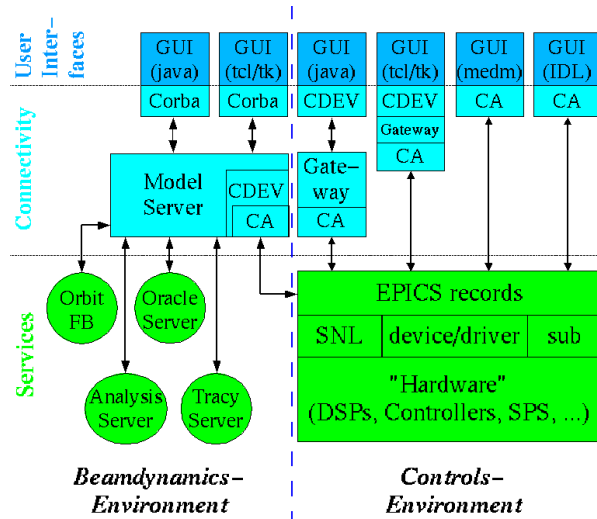 User
Inter-
faces
GUI
(java)
GUI
(tcl/tk)
GUI
(java)
GUI
(tcl/tk)
GUI
(medm)
GUI
(IDL)
Connectivity
Corba
Corba
CDEV
CDEV
CA
CA
Gateway
CA
Model
Server
CDEV
CA
Gate-
way
CA
Services
Orbit
FB
Oracle
Server
Analysis
Server
Tracy
Server
EPICS records
SNL
device/driver
sub
"Hardware"
(DSPs, Controllers, SPS, ...)
Beamdynamics-
Environment
Controls-
Environment